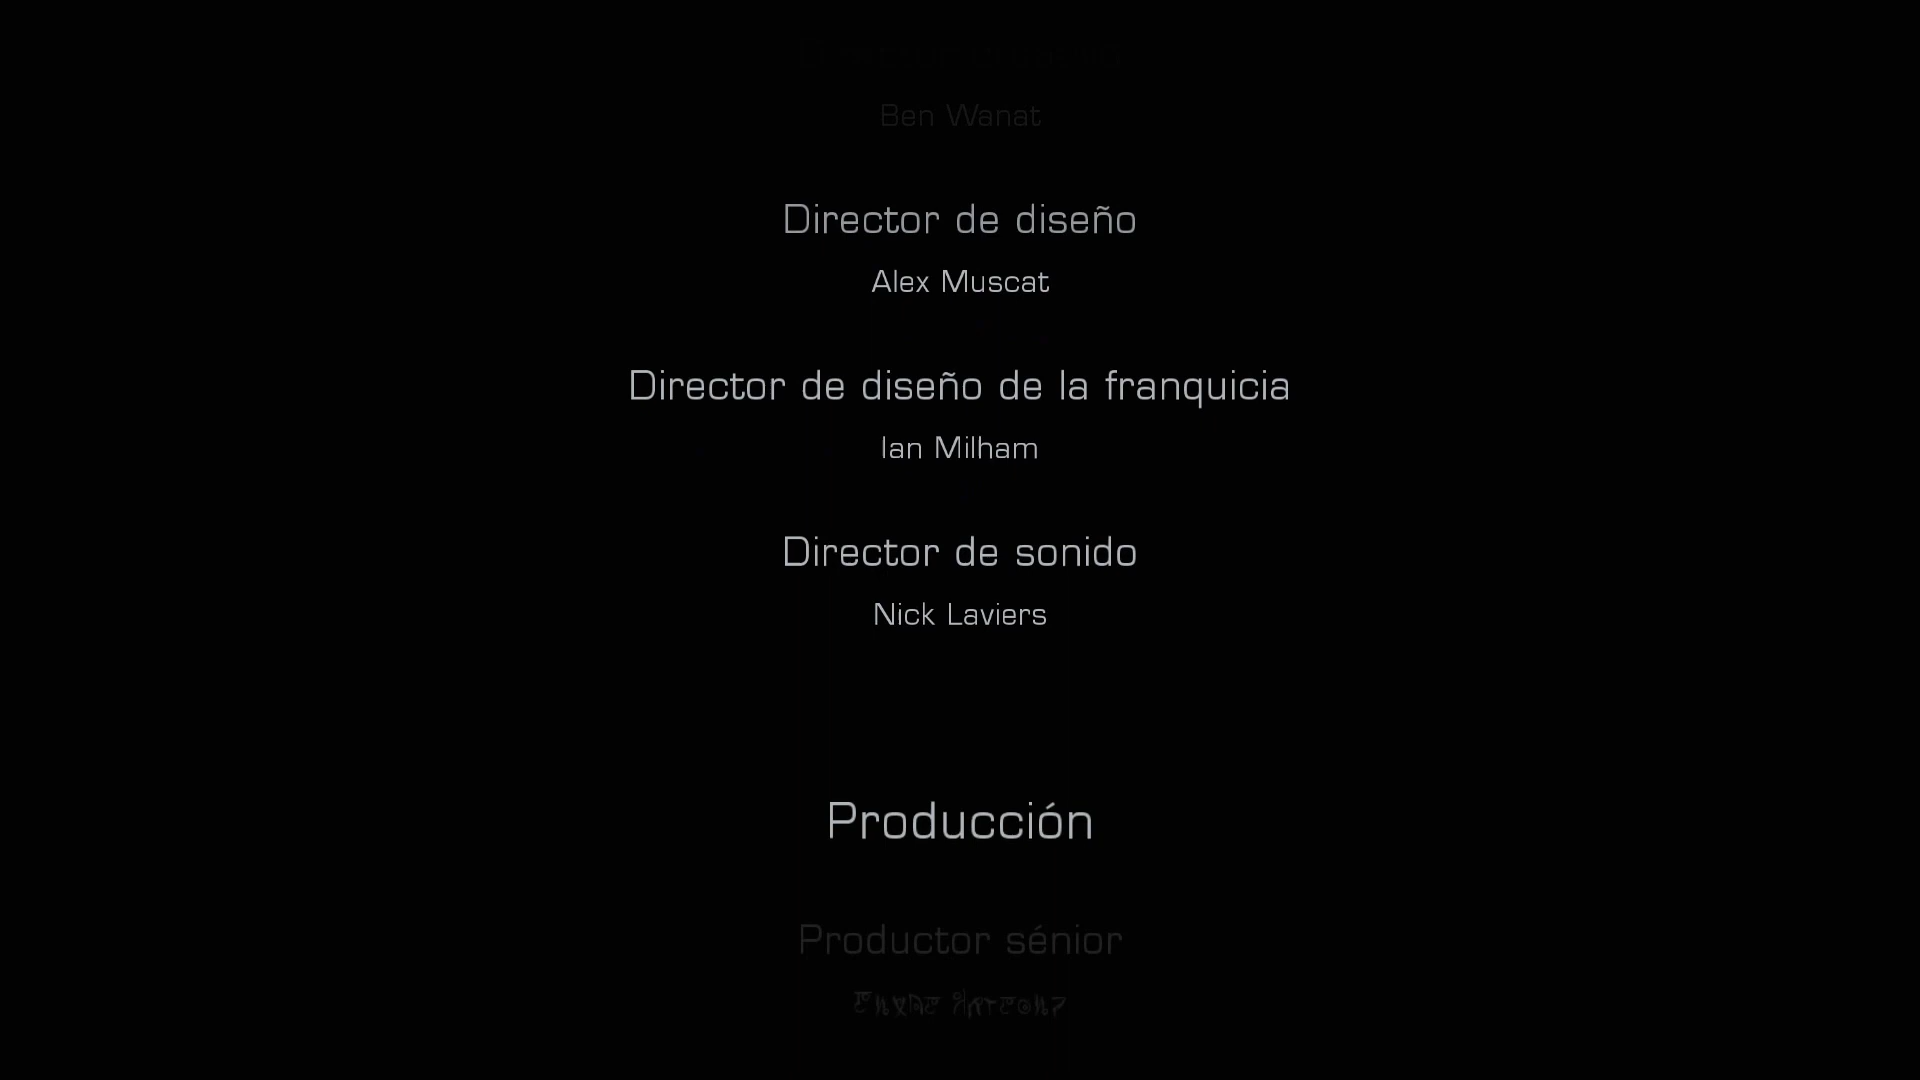 Ben Wanat
Director de diseño
Alex Muscat
Director de diseño de la franquicia
Ian Milham
Director de sonido
Nick Laviers
Producción
Productor sénior